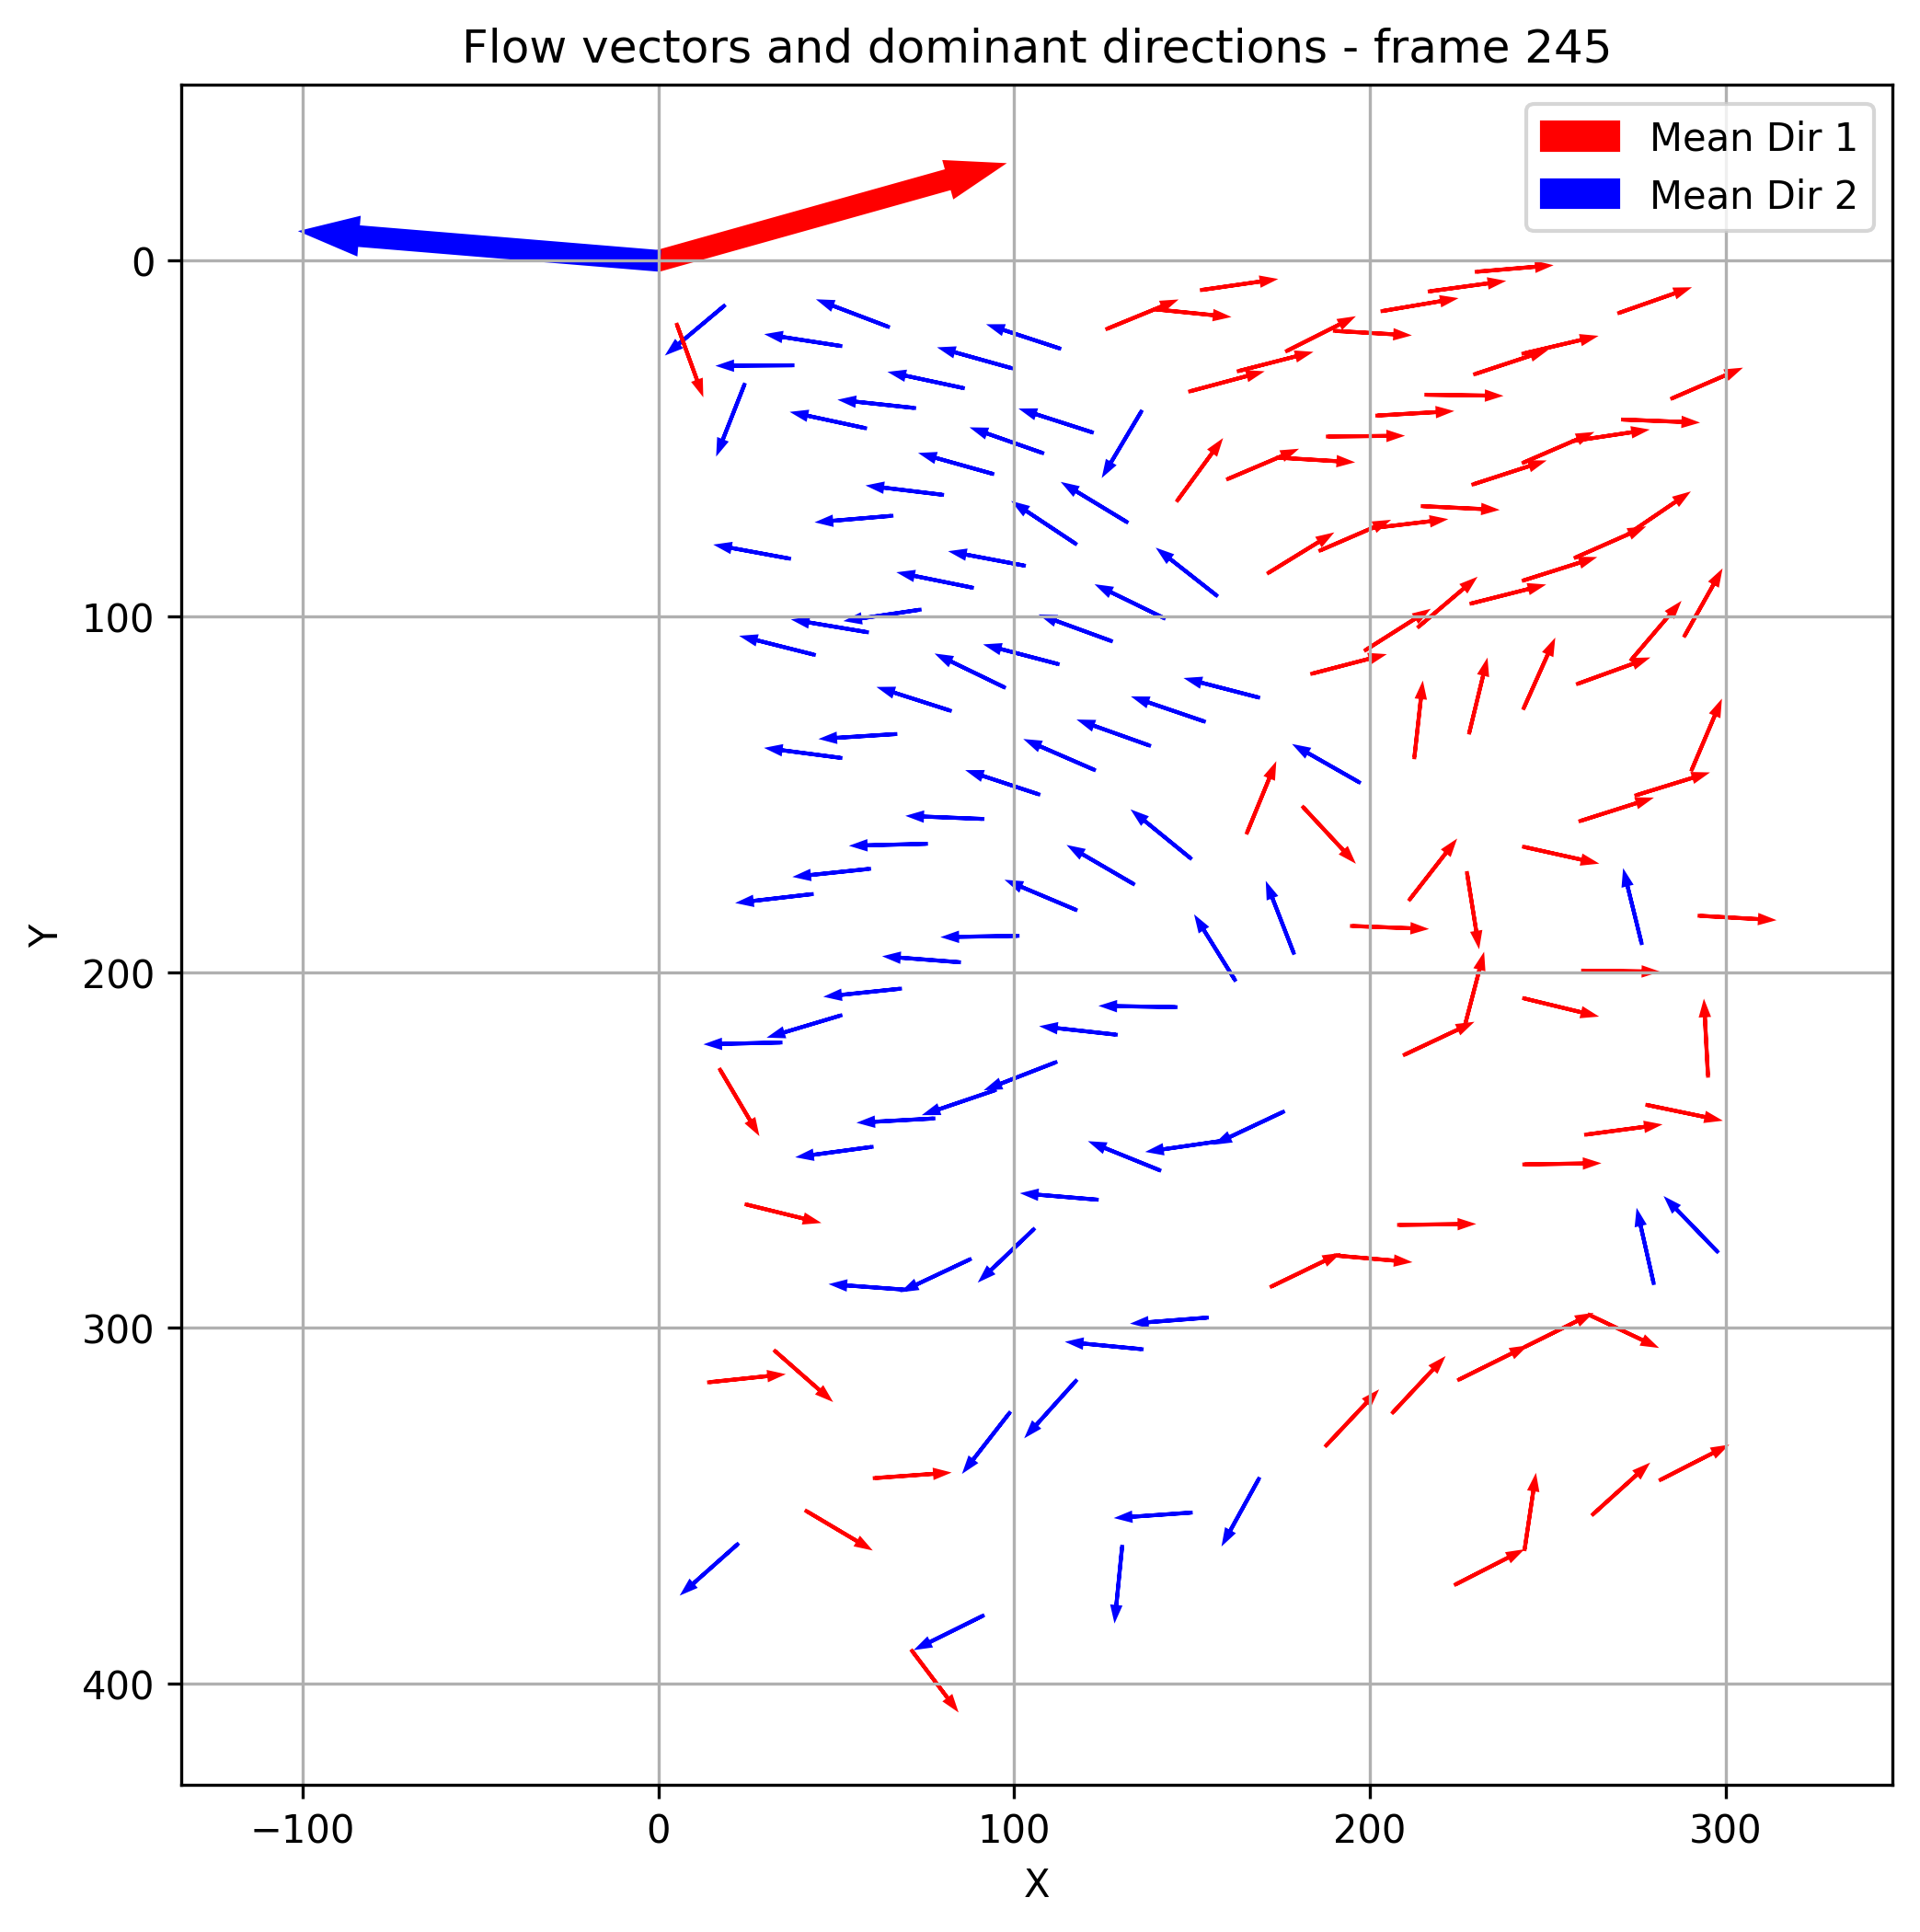 Flow vectors and dominant directions - frame 245
Mean Dir 1
Mean Dir 2
0
100
200
300
400
Y
−100
0
100
200
300
X